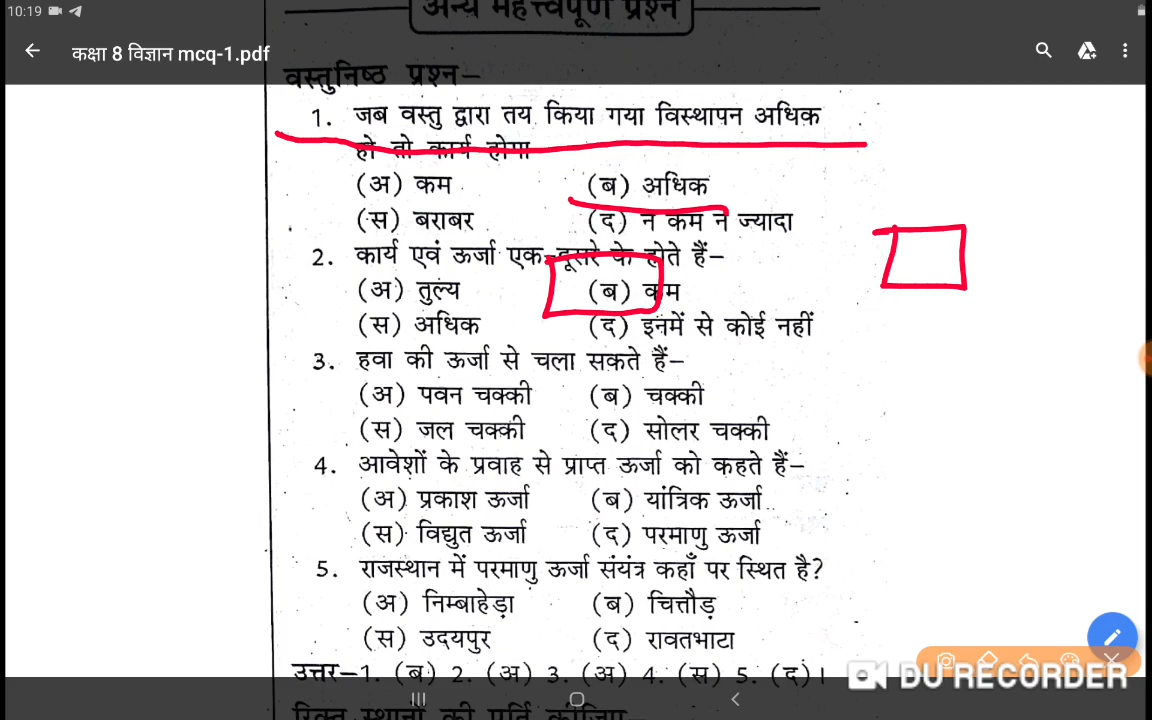 10:19
अन्य महत्त्वपूर्ण प्रश्न
कक्षा 8 विज्ञान mcq-1.pdf
वस्तुनिष्ठ प्रश्न–
1. जब वस्तु द्वारा तय किया गया विस्थापन अधिक
हो तो कार्य होगा
(अ) कम (ब) अधिक
(स) बराबर (द) न कम न ज्यादा
2. कार्य एवं ऊर्जा एक-दूसरे के होते हैं–
(अ) तुल्य (ब) कम
(स) अधिक (द) इनमें से कोई नहीं
3. हवा की ऊर्जा से चला सकते हैं–
(अ) पवन चक्की (ब) चक्की
(स) जल चक्की (द) सोलर चक्की
4. आवेशों के प्रवाह से प्राप्त ऊर्जा को कहते हैं–
(अ) प्रकाश ऊर्जा (ब) यांत्रिक ऊर्जा
(स) विद्युत ऊर्जा (द) परमाणु ऊर्जा
5. राजस्थान में परमाणु ऊर्जा संयंत्र कहाँ पर स्थित है?
(अ) निम्बाहेड़ा (ब) चित्तौड़
(स) उदयपुर (द) रावतभाटा
उत्तर–1. (ब) 2. (अ) 3. (अ) 4. (स) 5. (द)।
DU RECORDER
रिक्त स्थानों की पूर्ति कीजिए–